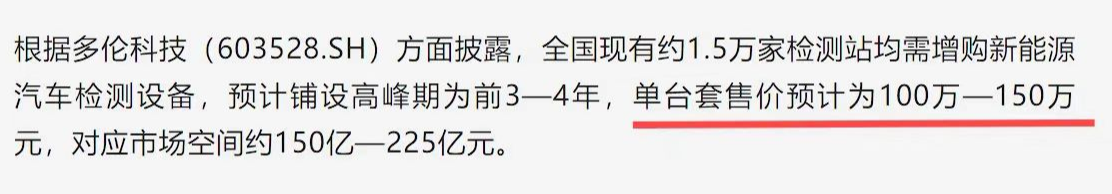 根据多伦科技（603528.SH）方面披露，全国现有约1.5万家检测站均需增购新能源
汽车检测设备，预计铺设高峰期为前3—4年，单台套售价预计为100万—150万
元，对应市场空间约150亿—225亿元。